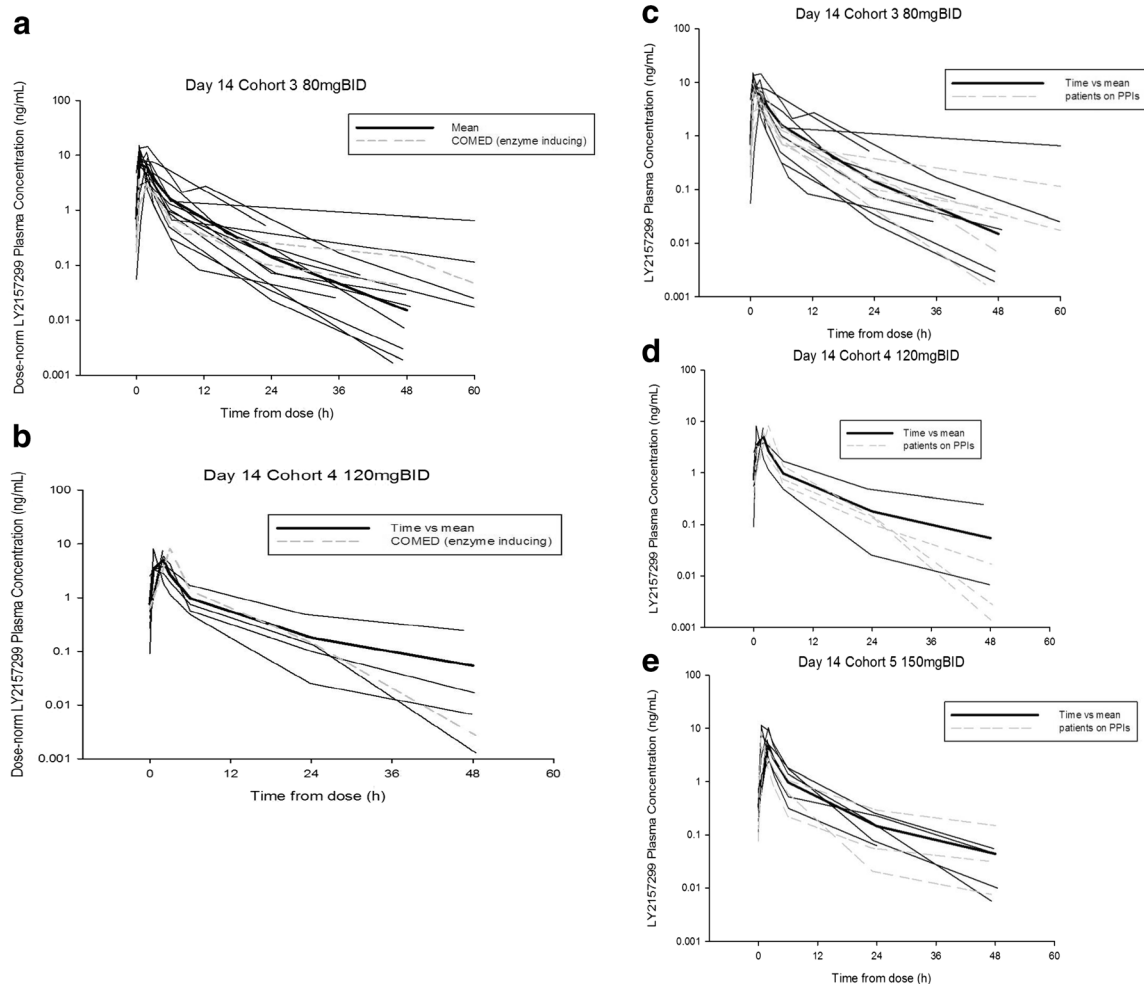 a
Day 14 Cohort 3 80mgBID
Dose-norm LY2157299 Plasma Concentration (ng/mL)
Mean
COMED (enzyme inducing)
100
10
1
0.1
0.01
0.001
0 12 24 36 48 60
Time from dose (h)
b
Day 14 Cohort 4 120mgBID
Dose-norm LY2157299 Plasma Concentration (ng/mL)
Time vs mean
COMED (enzyme inducing)
100
10
1
0.1
0.01
0.001
0 12 24 36 48 60
Time from dose (h)
c
Day 14 Cohort 3 80mgBID
LY2157299 Plasma Concentration (ng/mL)
Time vs mean
patients on PPIs
100
10
1
0.1
0.01
0.001
0 12 24 36 48 60
Time from dose (h)
d
Day 14 Cohort 4 120mgBID
LY2157299 Plasma Concentration (ng/mL)
Time vs mean
patients on PPIs
100
10
1
0.1
0.01
0.001
0 12 24 36 48 60
Time from dose (h)
e
Day 14 Cohort 5 150mgBID
LY2157299 Plasma Concentration (ng/mL)
Time vs mean
patients on PPIs
100
10
1
0.1
0.01
0.001
0 12 24 36 48 60
Time from dose (h)